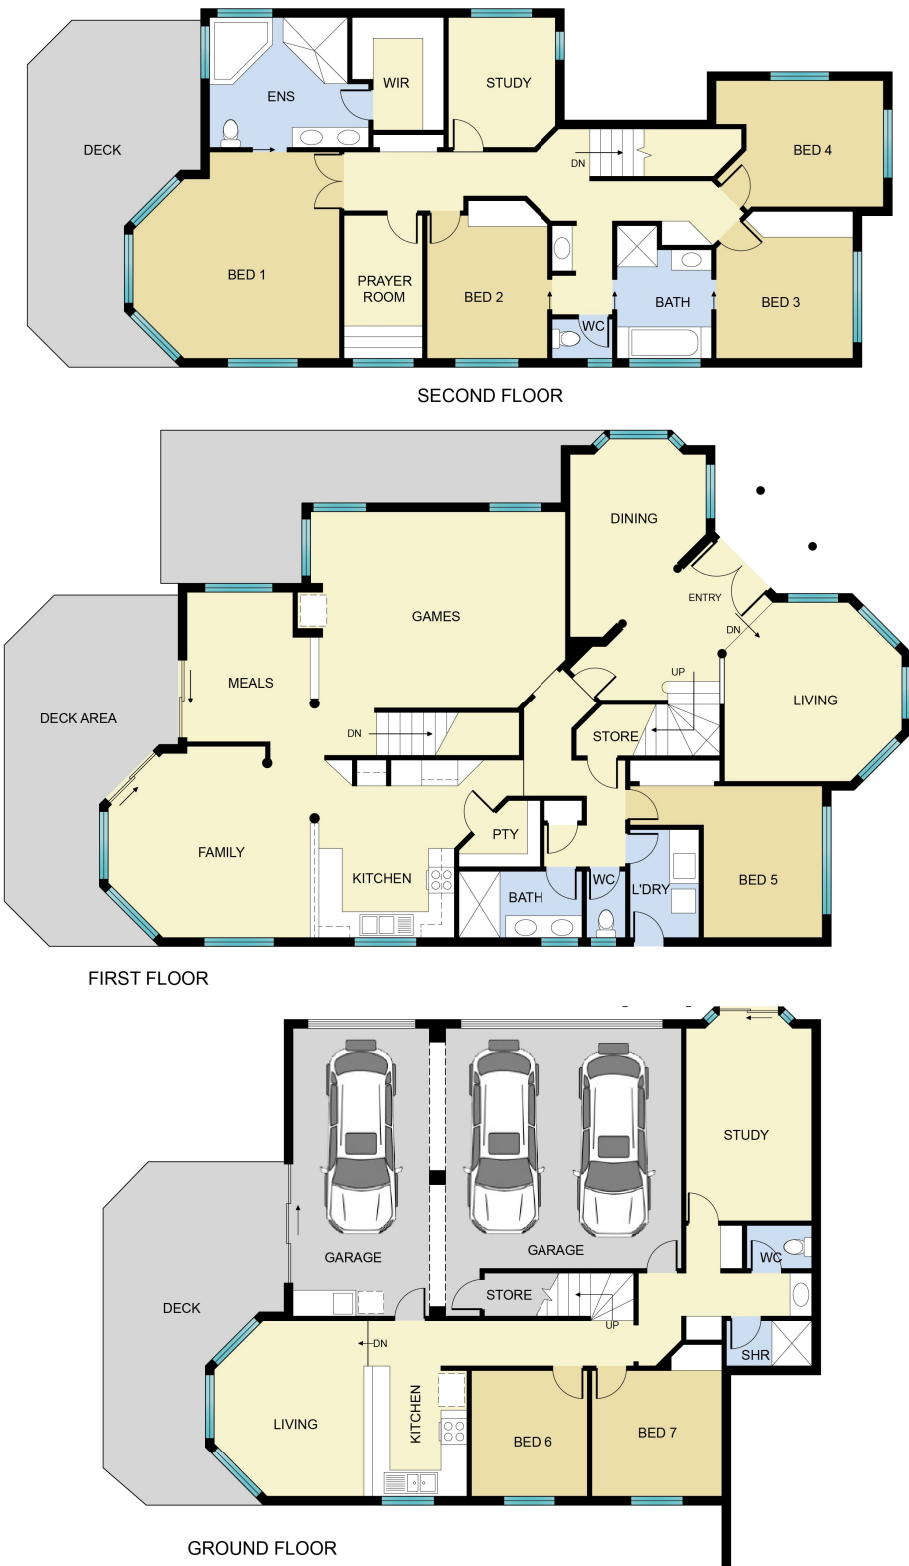 DECK
ENS
WIR
STUDY
DN
BED 4
BED 1
PRAYER
ROOM
BED 2
WC
BATH
BED 3
SECOND FLOOR
DINING
ENTRY
DN
GAMES
MEALS
UP
LIVING
DECK AREA
DN
STORE
FAMILY
KITCHEN
PTY
BATH
WC
L'DRY
BED 5
FIRST FLOOR
STUDY
GARAGE
GARAGE
WC
DECK
STORE
UP
DN
SHR
LIVING
KITCHEN
BED 6
BED 7
GROUND FLOOR